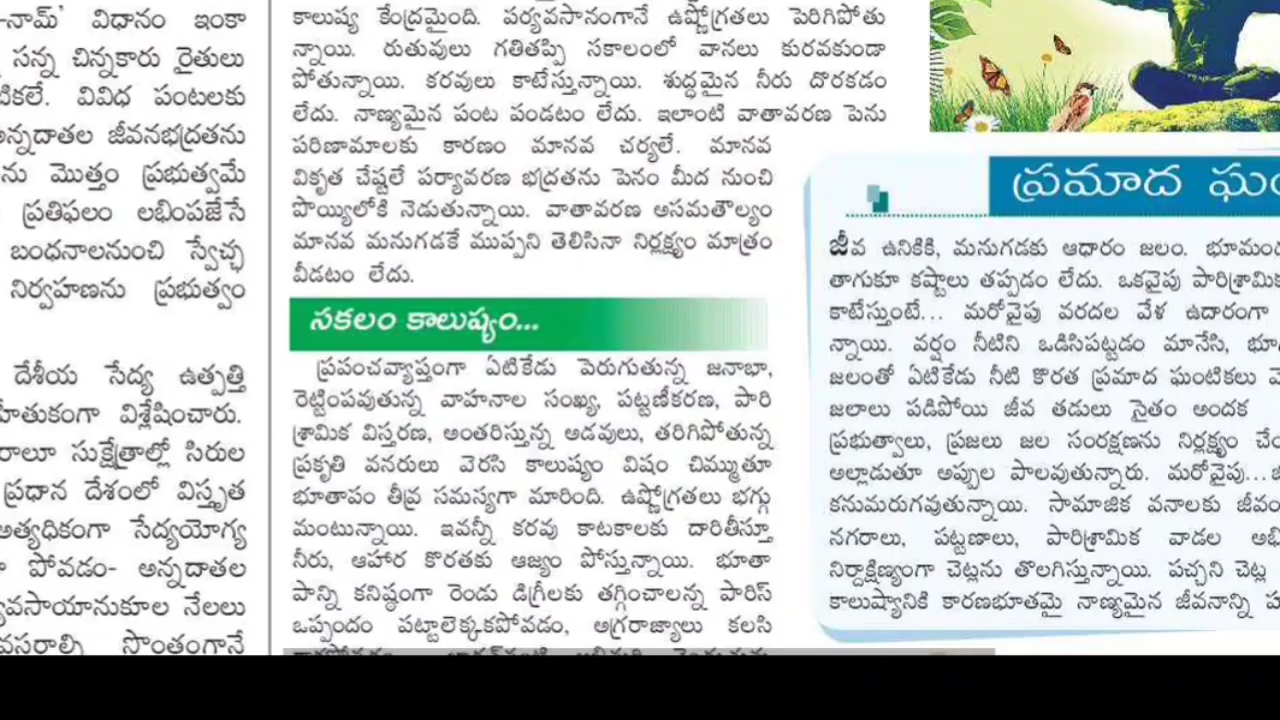 -నామ్' విధానం ఇంకా
సన్న చిన్నకారు రైతులు
టికలే. వివిధ పంటలకు
అన్నదాతల జీవనభద్రతను
ను మొత్తం ప్రభుత్వమే
ప్రతిఫలం లభింపజేసే
బంధనాలనుంచి స్వేచ్ఛ
నిర్వహణను ప్రభుత్వం
దేశీయ సేద్య ఉత్పత్తి
హేతుకంగా విశ్లేషించారు.
రాలూ సుక్షేత్రాల్లో సిరుల
ప్రధాన దేశంలో విస్తృత
అత్యధికంగా సేద్యయోగ్య
పోవడం- అన్నదాతల
్యవసాయానుకూల నేలలు
వసరాల్ని సొంతంగానే
కాలుష్య కేంద్రమైంది. పర్యవసానంగానే ఉష్ణోగ్రతలు పెరిగిపోతు
న్నాయి. రుతువులు గతితప్పి సకాలంలో వానలు కురవకుండా
పోతున్నాయి. కరవులు కాటేస్తున్నాయి. శుద్ధమైన నీరు దొరకడం
లేదు. నాణ్యమైన పంట పండటం లేదు. ఇలాంటి వాతావరణ పెను
పరిణామాలకు కారణం మానవ చర్యలే. మానవ
వికృత చేష్టలే పర్యావరణ భద్రతను పెనం మీద నుంచి
పొయ్యిలోకి నెడుతున్నాయి. వాతావరణ అసమతౌల్యం
మానవ మనుగడకే ముప్పని తెలిసినా నిర్లక్ష్యం మాత్రం
వీడటం లేదు.
సకలం కాలుష్యం...
ప్రపంచవ్యాప్తంగా ఏటికేడు పెరుగుతున్న జనాభా,
రెట్టింపవుతున్న వాహనాల సంఖ్య, పట్టణీకరణ, పారి
శ్రామిక విస్తరణ, అంతరిస్తున్న అడవులు, తరిగిపోతున్న
ప్రకృతి వనరులు వెరసి కాలుష్యం విషం చిమ్ముతూ
భూతాపం తీవ్ర సమస్యగా మారింది. ఉష్ణోగ్రతలు భగ్గు
మంటున్నాయి. ఇవన్నీ కరవు కాటకాలకు దారితీస్తూ
నీరు, ఆహార కొరతకు ఆజ్యం పోస్తున్నాయి. భూతా
పాన్ని కనిష్ఠంగా రెండు డిగ్రీలకు తగ్గించాలన్న పారిస్
ఒప్పందం పట్టాలెక్కకపోవడం, అగ్రరాజ్యాలు కలసి
ప్రమాద ఘం
జీవ ఉనికికి, మనుగడకు ఆధారం జలం. భూమండ
తాగుకూ కష్టాలు తప్పడం లేదు. ఒకవైపు పారిశ్రామిక
కాటేస్తుంటే... మరోవైపు వరదల వేళ ఉదారంగా
న్నాయి. వర్షం నీటిని ఒడిసిపట్టడం మానేసి, భూ
జలంతో ఏటికేడు నీటి కొరత ప్రమాద ఘంటికలు
జలాలు పడిపోయి జీవ తడులు సైతం అందక
ప్రభుత్వాలు, ప్రజలు జల సంరక్షణను నిర్లక్ష్యం చే
అల్లాడుతూ అప్పుల పాలవుతున్నారు. మరోవైపు...
కనుమరుగవుతున్నాయి. సామాజిక వనాలకు జీవం
నగరాలు, పట్టణాలు, పారిశ్రామిక వాడల అభి
నిర్దాక్షిణ్యంగా చెట్లను తొలగిస్తున్నాయి. పచ్చని చెట్ల
కాలుష్యానికి కారణభూతమై నాణ్యమైన జీవనాన్ని